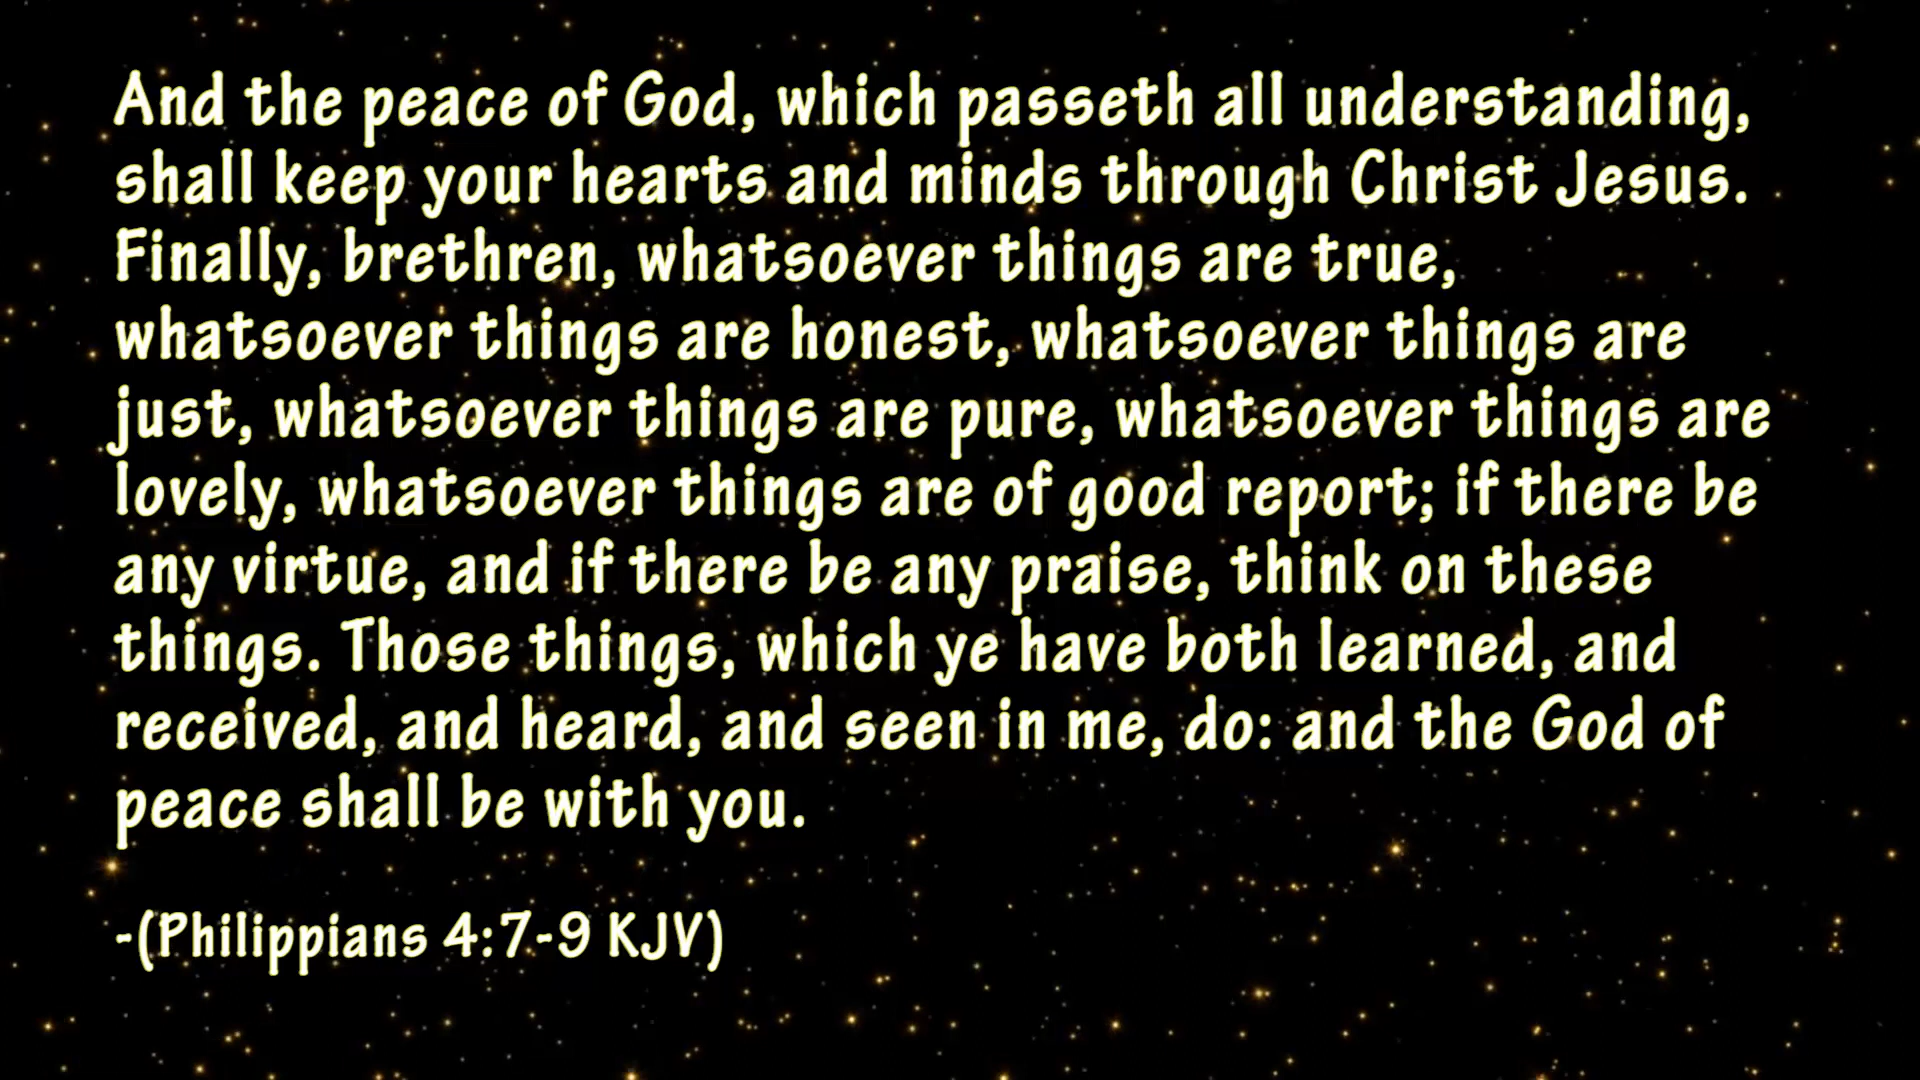 And the peace of God, which passeth all understanding,
shall keep your hearts and minds through Christ Jesus.
Finally, brethren, whatsoever things are true,
whatsoever things are honest, whatsoever things are
just, whatsoever things are pure, whatsoever things are
lovely, whatsoever things are of good report; if there be
any virtue, and if there be any praise, think on these
things. Those things, which ye have both learned, and
received, and heard, and seen in me, do: and the God of
peace shall be with you.
-(Philippians 4:7-9 KJV)